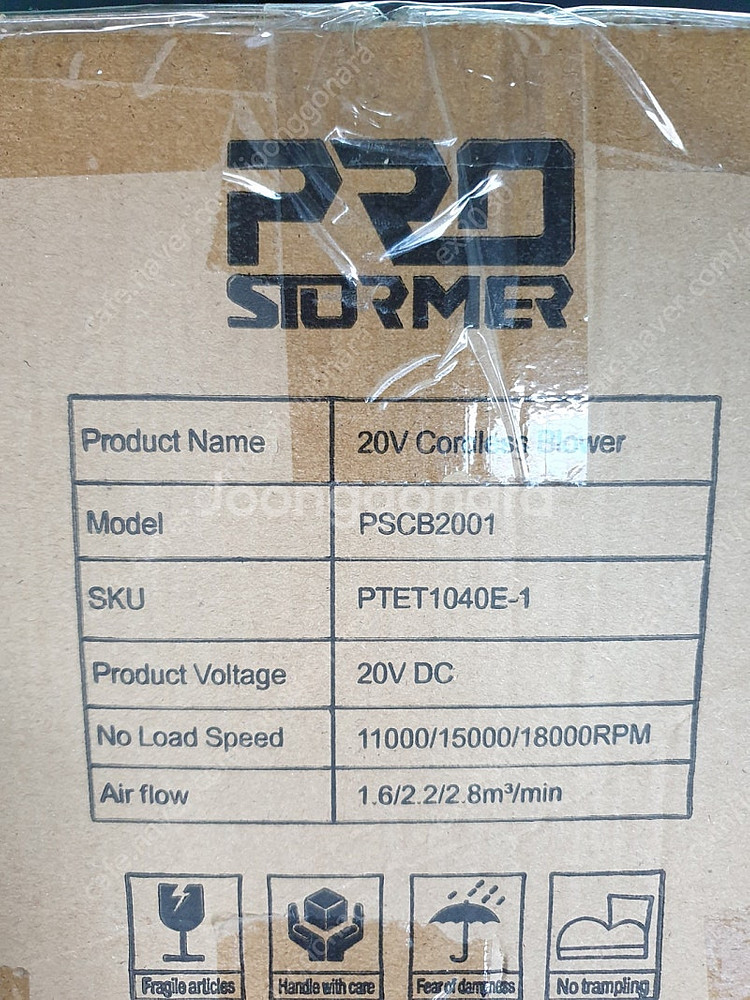 PRO
STORMER
Product Name 20V Cordless Blower
Model PSCB2001
SKU PTET1040E-1
Product Voltage 20V DC
No Load Speed 11000/15000/18000RPM
Air flow 1.6/2.2/2.8m³/min
Fragile articles Handle with care Fear of dampness No trampling
Joonggonara